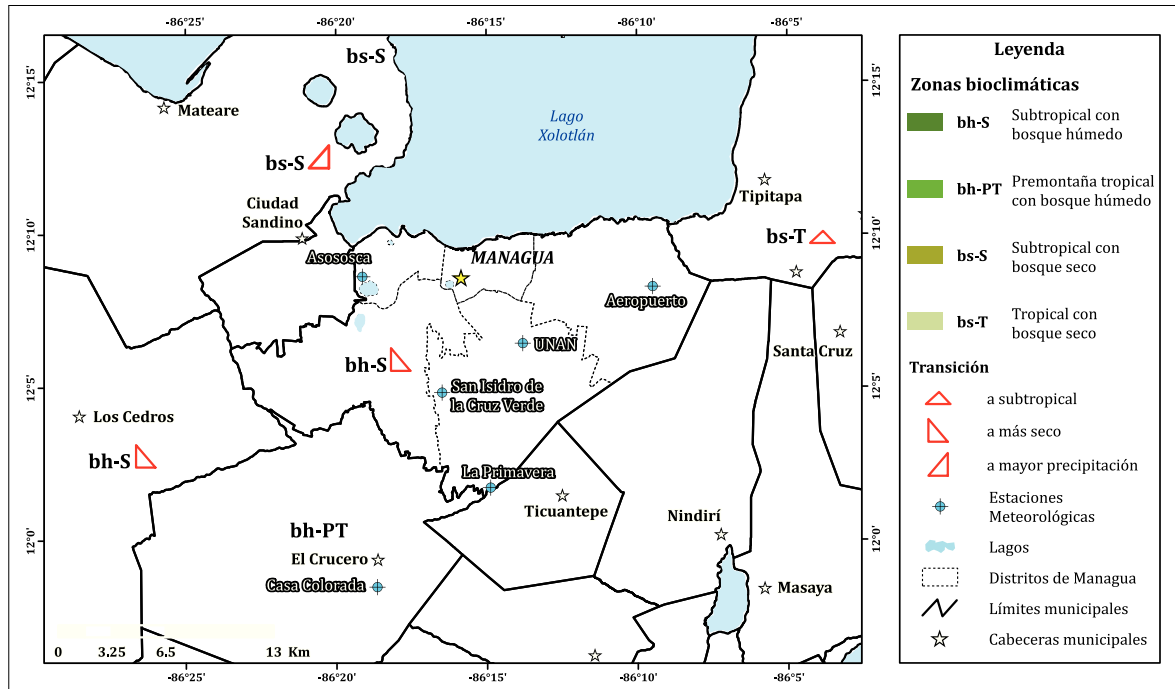 -86°25'
-86°20'
-86°15'
-86°10'
-86°5'
12°15'
12°10'
12°5'
12°0'
bs-S
Mateare
Lago
Xolotlán
bs-S
Tipitapa
Ciudad
Sandino
bs-T
Asososca
MANAGUA
Aeropuerto
UNAN
Santa Cruz
bh-S
San Isidro de
la Cruz Verde
Los Cedros
bh-S
La Primavera
Ticuantepe
Nindirí
bh-PT
El Crucero
Casa Colorada
Masaya
0 3.25 6.5 13 Km
12°15'
12°10'
12°5'
12°0'
-86°25'
-86°20'
-86°15'
-86°10'
-86°5'
Leyenda
Zonas bioclimáticas
bh-S Subtropical con
bosque húmedo
bh-PT Premontaña tropical
con bosque húmedo
bs-S Subtropical con
bosque seco
bs-T Tropical con
bosque seco
Transición
a subtropical
a más seco
a mayor precipitación
Estaciones
Meteorológicas
Lagos
Distritos de Managua
Límites municipales
Cabeceras municipales